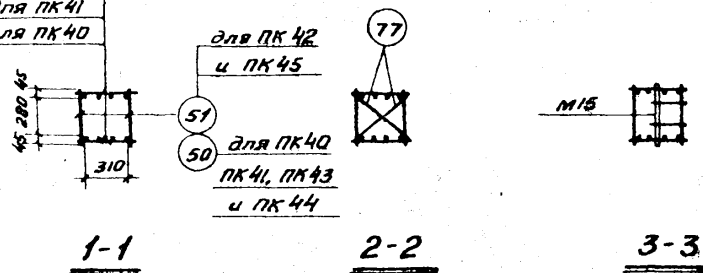 для ПК41
для ПК40
для ПК42
и ПК45
77
51
М15
45 280 45
50
для ПК40
310
ПК41, ПК43
и ПК44
1-1
2-2
3-3